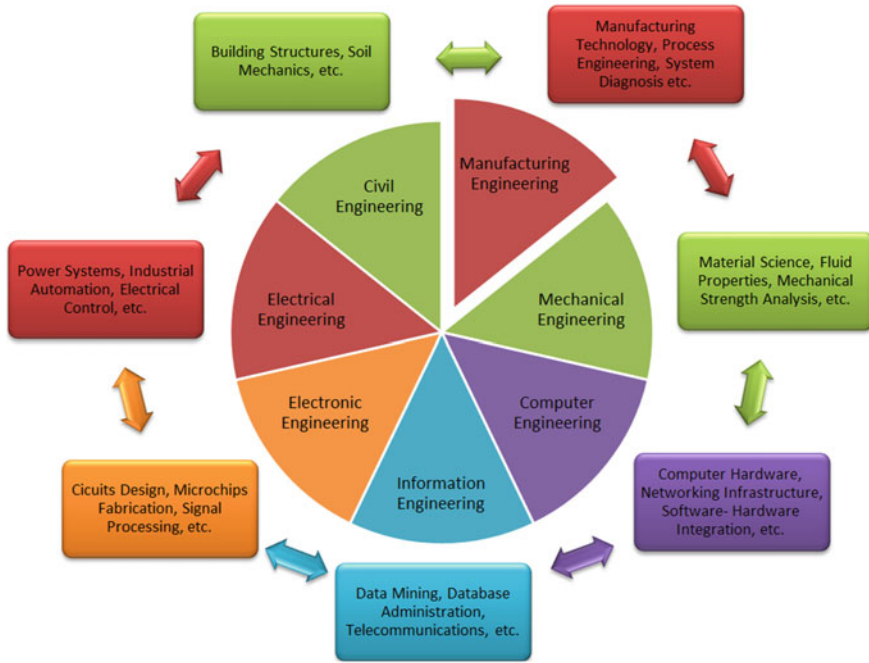 Building Structures, Soil
Mechanics, etc.
Manufacturing
Technology, Process
Engineering, System
Diagnosis etc.
Manufacturing
Engineering
Civil
Engineering
Power Systems, Industrial
Automation, Electrical
Control, etc.
Electrical
Engineering
Mechanical
Engineering
Material Science, Fluid
Properties, Mechanical
Strength Analysis, etc.
Electronic
Engineering
Computer
Engineering
Information
Engineering
Cicuits Design, Microchips
Fabrication, Signal
Processing, etc.
Computer Hardware,
Networking Infrastructure,
Software- Hardware
Integration, etc.
Data Mining, Database
Administration,
Telecommunications, etc.